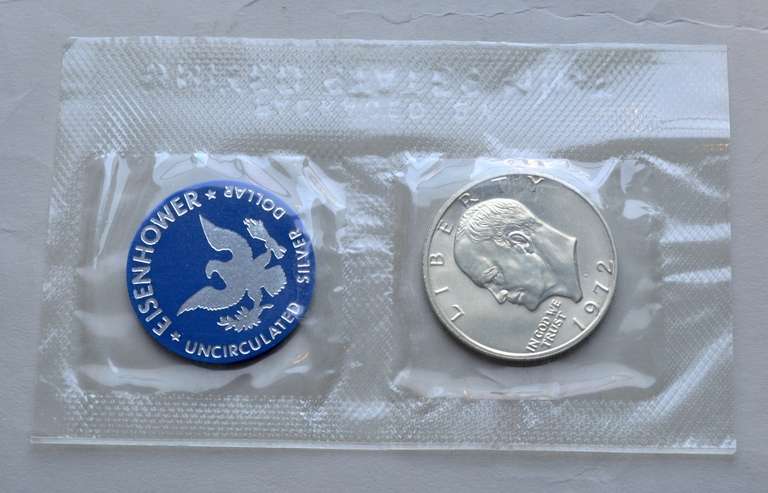 ★ EISENHOWER ★
UNCIRCULATED SILVER DOLLAR
LIBERTY
IN GOD WE
TRUST
1972